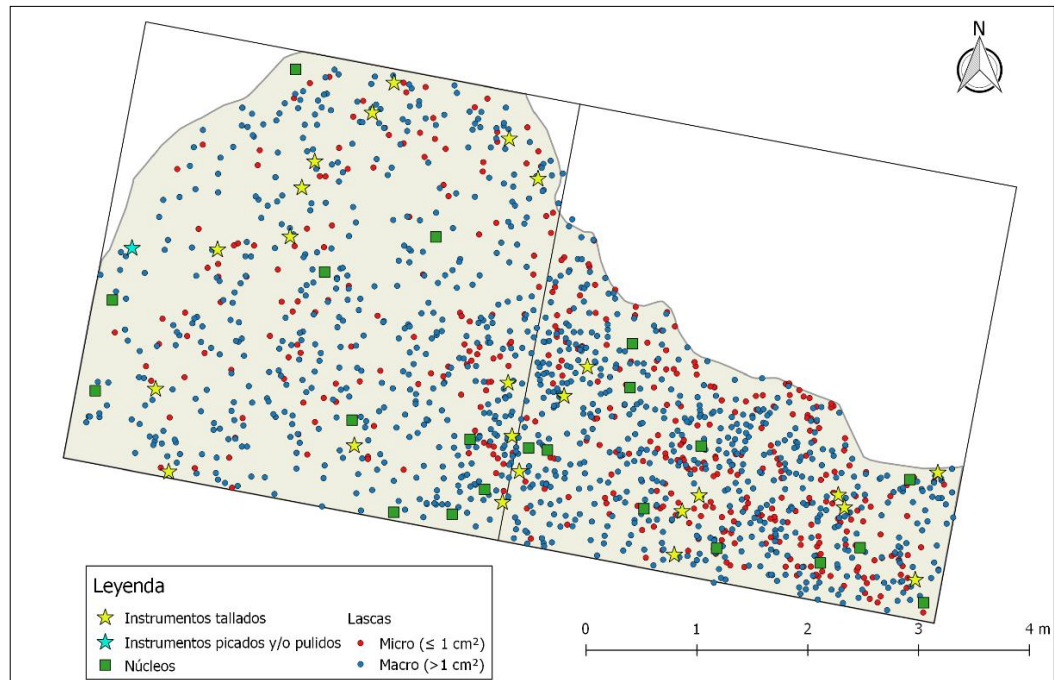 N
Leyenda
Instrumentos tallados
Instrumentos picados y/o pulidos
Núcleos
Lascas
Micro (≤ 1 cm²)
Macro (>1 cm²)
0 1 2 3 4 m